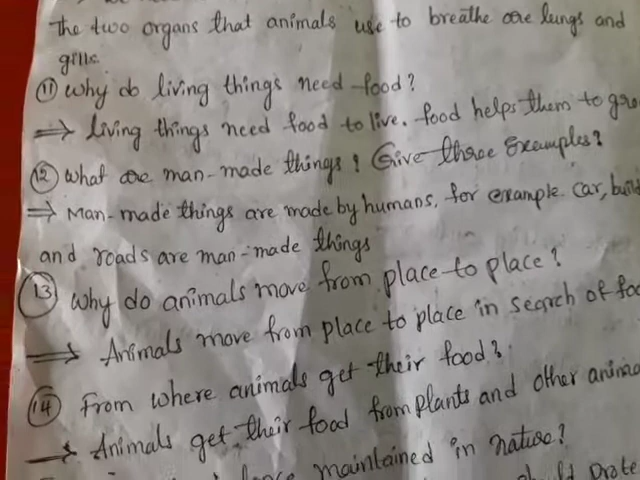 The two organs that animals use to breathe are lungs and
gills.
(11) Why do living things need food?
⇒ living things need food to live. food helps them to
(12) What are man-made things? Give three Examples?
⇒ Man-made things are made by humans. for example. car,
and roads are man-made things
(13) Why do animals move from place to place?
⇒ Animals move from place to place in search of
(14) From where animals get their food?
→ Animals get their food from plants and other
maintained in nature?